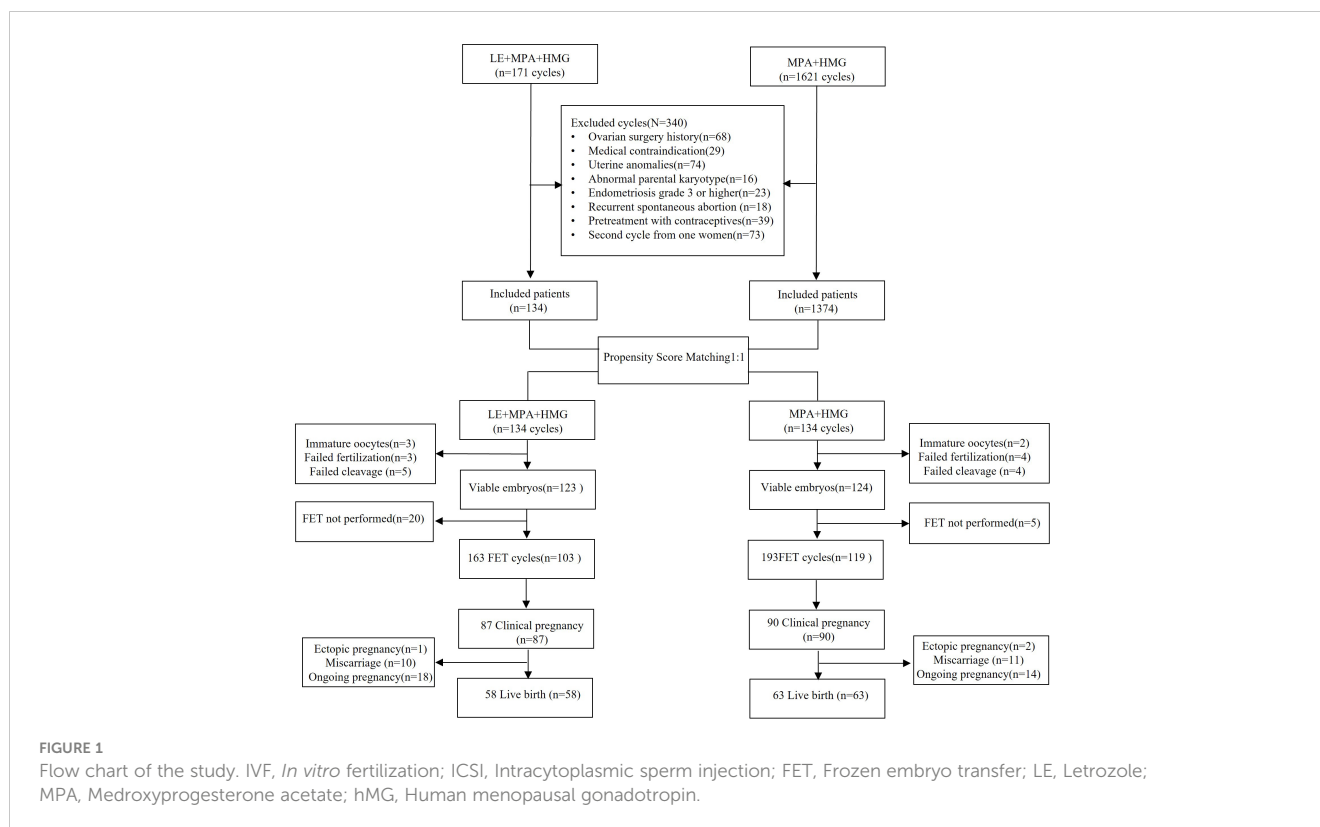 LE+MPA+HMG
(n=171 cycles)
MPA+HMG
(n=1621 cycles)
Excluded cycles(N=340)
• Ovarian surgery history(n=68)
• Medical contraindication(29)
• Uterine anomalies(n=74)
• Abnormal parental karyotype(n=16)
• Endometriosis grade 3 or higher(n=23)
• Recurrent spontaneous abortion (n=18)
• Pretreatment with contraceptives(n=39)
• Second cycle from one women(n=73)
Included patients
(n=134)
Included patients
(n=1374)
Propensity Score Matching1:1
LE+MPA+HMG
(n=134 cycles)
MPA+HMG
(n=134 cycles)
Immature oocytes(n=3)
Failed fertilization(n=3)
Failed cleavage (n=5)
Immature oocytes(n=2)
Failed fertilization(n=4)
Failed cleavage(n=4)
Viable embryos(n=123 )
Viable embryos(n=124)
FET not performed(n=20)
FET not performed(n=5)
163 FET cycles(n=103 )
193FET cycles(n=119 )
87 Clinical pregnancy
(n=87)
90 Clinical pregnancy
(n=90)
Ectopic pregnancy(n=1)
Miscarriage (n=10)
Ongoing pregnancy(n=18)
Ectopic pregnancy(n=2)
Miscarriage (n=11)
Ongoing pregnancy(n=14)
58 Live birth (n=58)
63 Live birth (n=63)
FIGURE 1
Flow chart of the study. IVF, In vitro fertilization; ICSI, Intracytoplasmic sperm injection; FET, Frozen embryo transfer; LE, Letrozole;
MPA, Medroxyprogesterone acetate; hMG, Human menopausal gonadotropin.